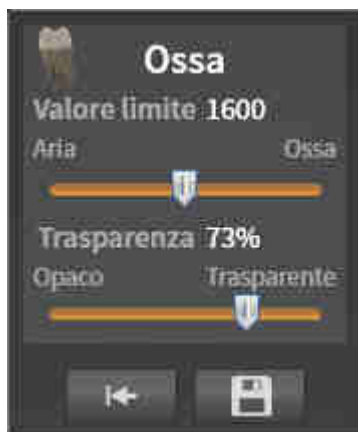 Ossa
Valore limite 1600
Aria Ossa
Trasparenza 73%
Opaco Trasparente